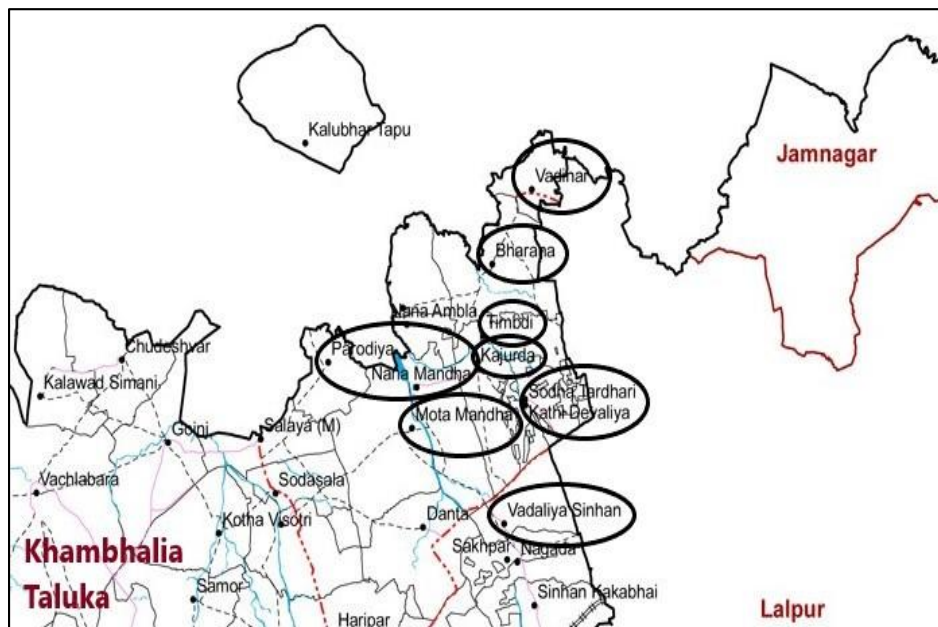 Kalubhar Tapu
Jamnagar
Vadinar
Bharana
Nana Ambla
Timbdi
Chudeshvar
Parodiya
Kajurda
Kalawad Simani
Nana Mandha
Sodha Tardhari
Kathi Devaliya
Mota Mandha
Goinj
Salaya (M)
Vachlabara
Sodasala
Vadaliya Sinhan
Kotha Visotri
Danta
Khambhalia
Taluka
Sakhpar
Nagada
Samor
Sinhan Kakabhai
Haripar
Lalpur